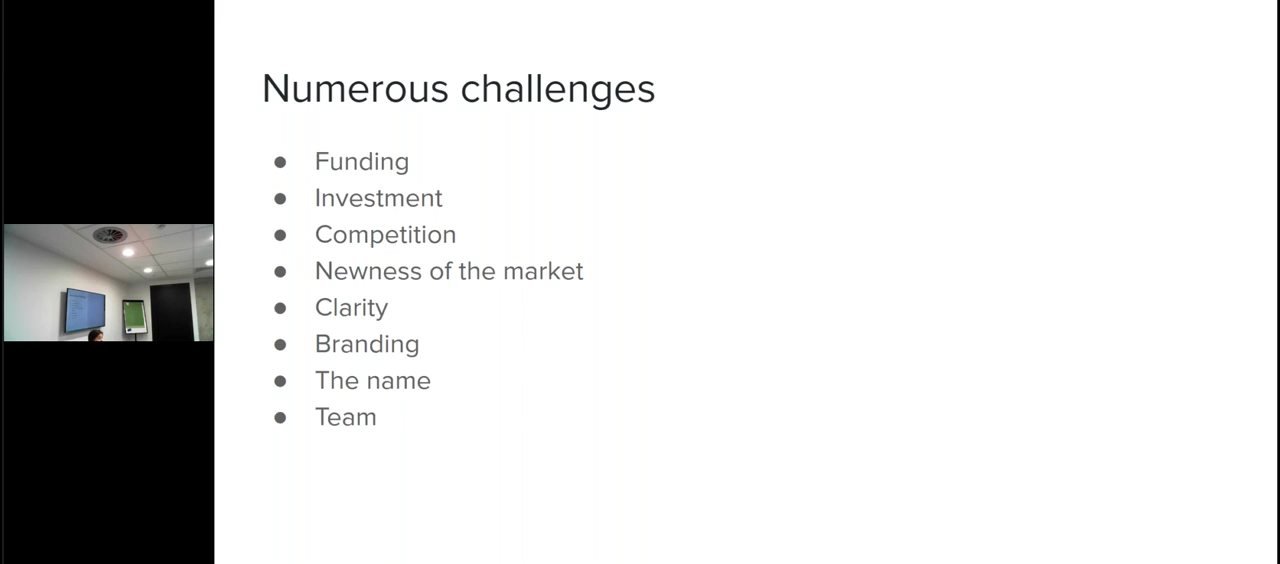 Numerous challenges
● Funding
● Investment
● Competition
● Newness of the market
● Clarity
● Branding
● The name
● Team